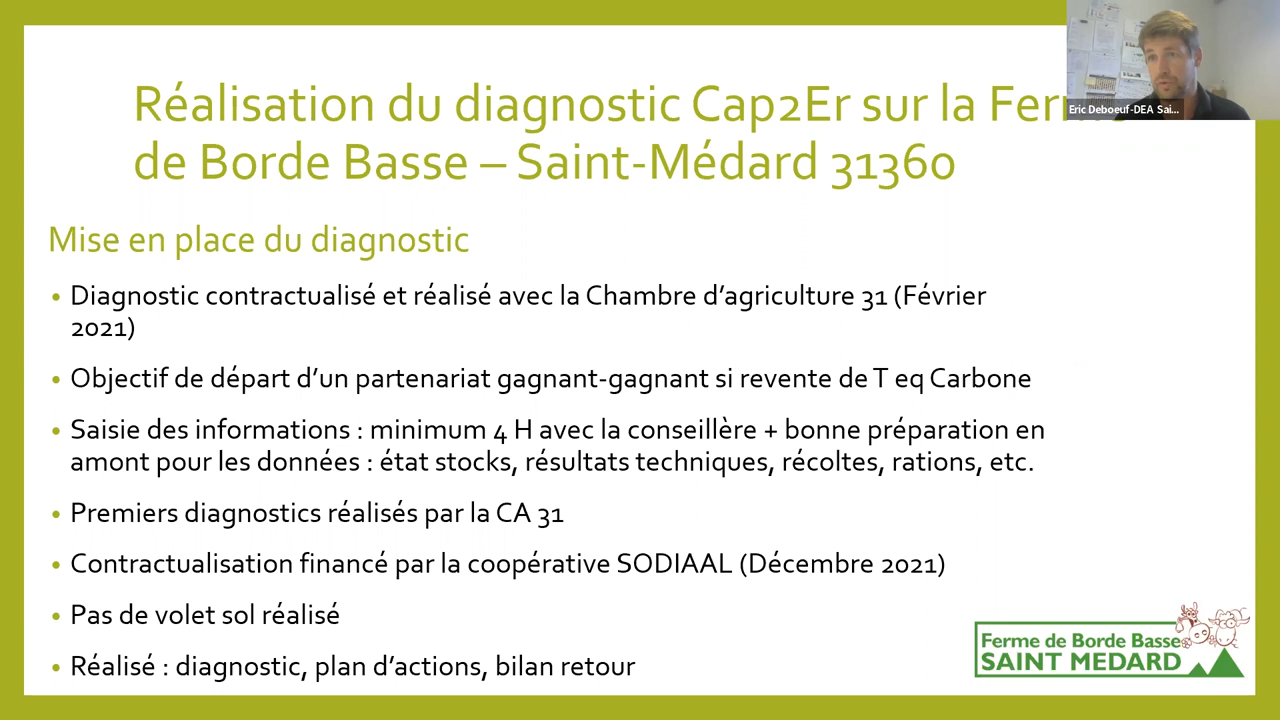 Réalisation du diagnostic Cap2Er sur la
de Borde Basse – Saint-Médard 31360
Eric Deboeuf-DEA Sai...
Mise en place du diagnostic
• Diagnostic contractualisé et réalisé avec la Chambre d’agriculture 31 (Février
2021)
• Objectif de départ d’un partenariat gagnant-gagnant si revente de T eq Carbone
• Saisie des informations : minimum 4 H avec la conseillère + bonne préparation en
amont pour les données : état stocks, résultats techniques, récoltes, rations, etc.
• Premiers diagnostics réalisés par la CA 31
• Contractualisation financé par la coopérative SODIAAL (Décembre 2021)
• Pas de volet sol réalisé
• Réalisé : diagnostic, plan d’actions, bilan retour
Ferme de Borde Basse
SAINT MEDARD